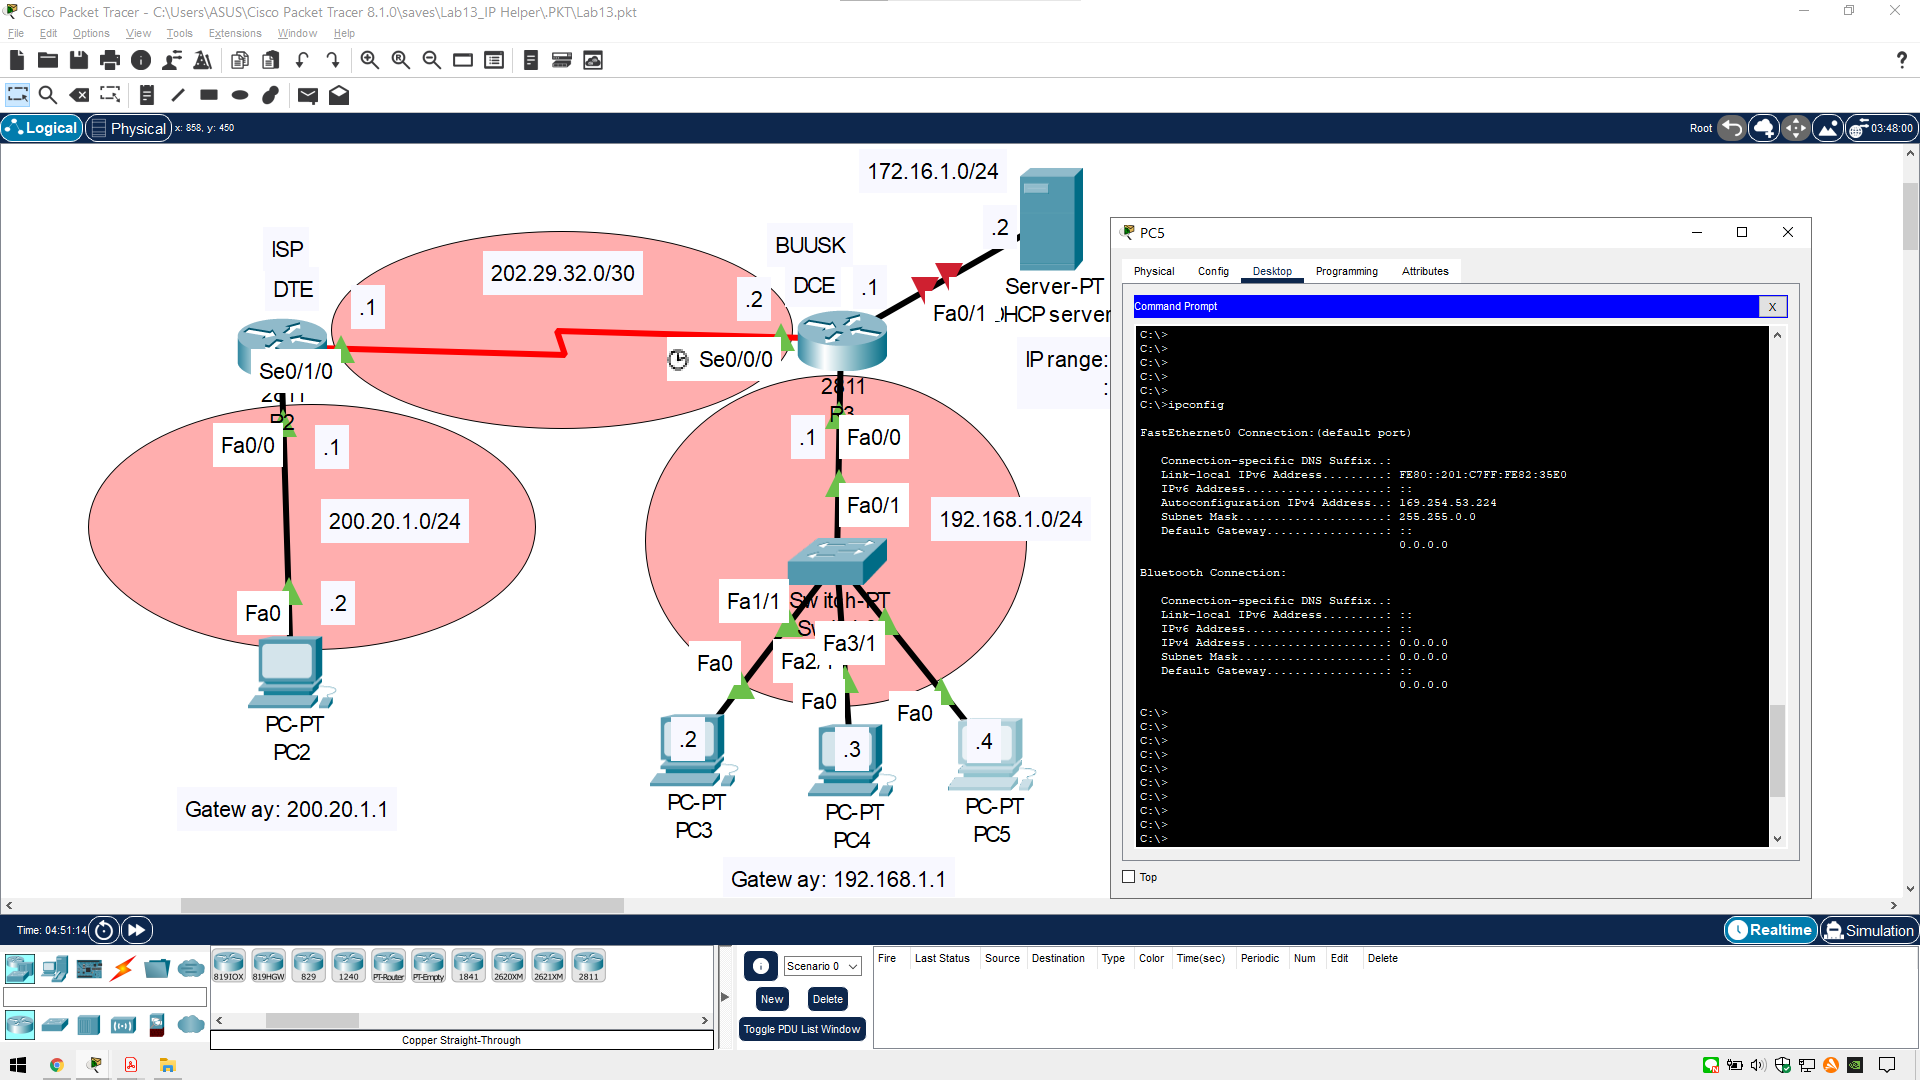 Cisco Packet Tracer - C:\Users\ASUS\Cisco Packet Tracer 8.1.0\saves\Lab13_IP Helper\.PKT\Lab13.pkt
File Edit Options View Tools Extensions Window Help
Logical Physical x: 858, y: 450 Root 03:48:00
172.16.1.0/24
.2
ISP
DTE
202.29.32.0/30
.1
.2
BUUSK
DCE
.1
Server-PT
DHCP server
Fa0/1
IP range:
:
Se0/1/0
2811
R2
Se0/0/0
2811
R3
Fa0/0
.1
.1
Fa0/0
Fa0/1
200.20.1.0/24
192.168.1.0/24
Fa0
.2
Fa1/1
Switch-PT
Fa3/1
Fa0
Fa0
Fa0
PC-PT
PC2
.2
.3
.4
PC-PT
PC3
PC-PT
PC4
PC-PT
PC5
Gateway: 200.20.1.1
Gateway: 192.168.1.1
PC5
Physical Config Desktop Programming Attributes
Command Prompt X
C:\>
C:\>
C:\>
C:\>
C:\>
C:\>ipconfig
FastEthernet0 Connection:(default port)
Connection-specific DNS Suffix..:
Link-local IPv6 Address.........: FE80::201:C7FF:FE82:35E0
IPv6 Address....................: ::
Autoconfiguration IPv4 Address..: 169.254.53.224
Subnet Mask.....................: 255.255.0.0
Default Gateway.................: ::
0.0.0.0
Bluetooth Connection:
Connection-specific DNS Suffix..:
Link-local IPv6 Address.........: ::
IPv6 Address....................: ::
IPv4 Address....................: 0.0.0.0
Subnet Mask.....................: 0.0.0.0
Default Gateway.................: ::
0.0.0.0
C:\>
C:\>
C:\>
C:\>
C:\>
C:\>
C:\>
C:\>
C:\>
C:\>
Top
Time: 04:51:14 Realtime Simulation
819IOX 819HGW 829 1240 PT-Router PT-Empty 1841 2620XM 2621XM 2811
Copper Straight-Through
Scenario 0
New Delete
Toggle PDU List Window
Fire Last Status Source Destination Type Color Time(sec) Periodic Num Edit Delete